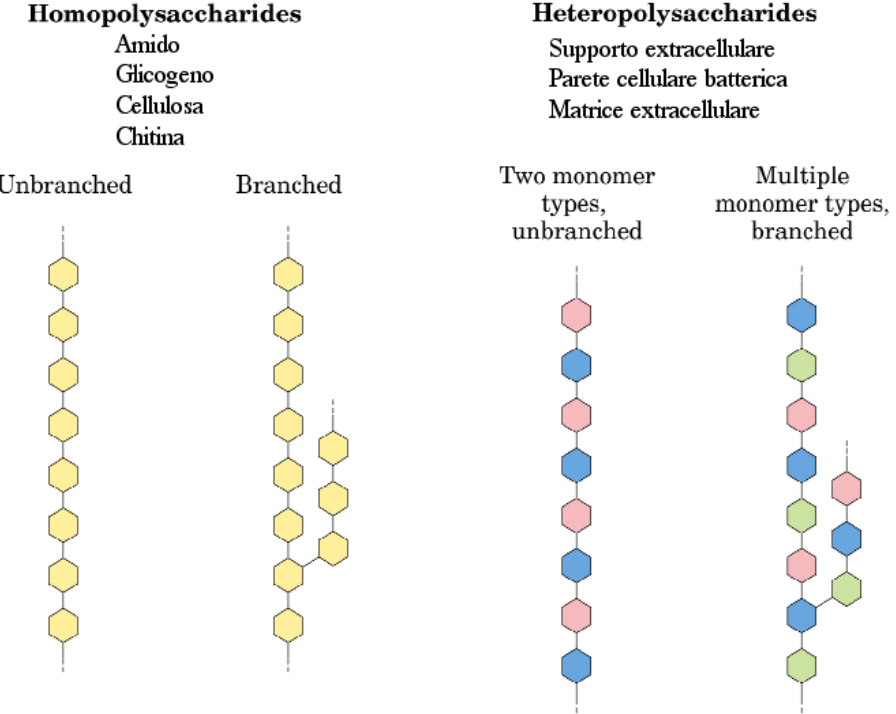 Homopolysaccharides
Amido
Glicogeno
Cellulosa
Chitina
Unbranched
Branched
Heteropolysaccharides
Supporto extracellulare
Parete cellulare batterica
Matrice extracellulare
Two monomer
types,
unbranched
Multiple
monomer types,
branched